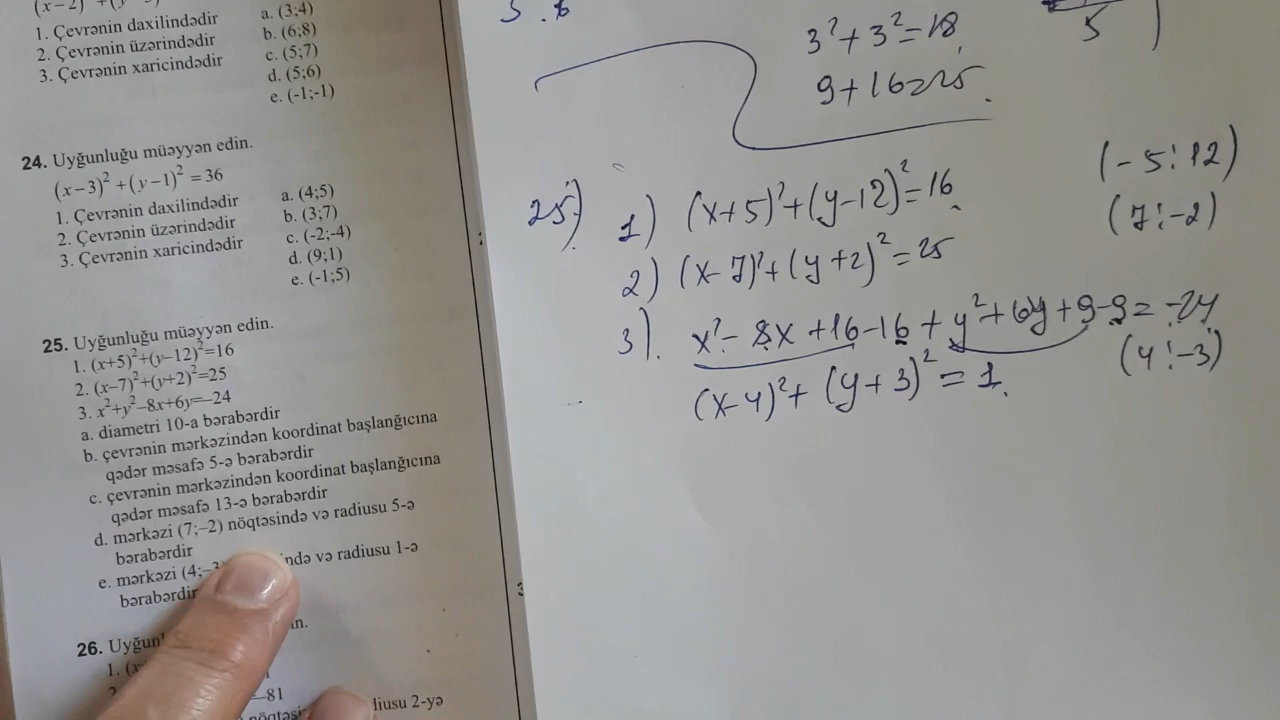 1. Çevrənin daxilindədir
2. Çevrənin üzərindədir
3. Çevrənin xaricindədir
a. (3;4)
b. (6;8)
c. (5;7)
d. (5;6)
e. (-1;-1)
24. Uyğunluğu müəyyən edin.
(x−3)² +(y−1)² = 36
1. Çevrənin daxilindədir
2. Çevrənin üzərindədir
3. Çevrənin xaricindədir
a. (4;5)
b. (3;7)
c. (-2;-4)
d. (9;1)
e. (-1;5)
25. Uyğunluğu müəyyən edin.
1. (x+5)²+(y−12)²=16
2. (x−7)²+(y+2)²=25
3. x²+y²−8x+6y=−24
a. diametri 10-a bərabərdir
b. çevrənin mərkəzindən koordinat başlanğıcına
qədər məsafə 5-ə bərabərdir
c. çevrənin mərkəzindən koordinat başlanğıcına
qədər məsafə 13-ə bərabərdir
d. mərkəzi (7;−2) nöqtəsində və radiusu 5-ə
bərabərdir
e. mərkəzi (4;−3 və radiusu 1-ə
26.
1. (x
2.
−81
2-yə
3²+3²=18
9+16=25.
5
25) 1) (x+5)²+(y-12)²=16
(-5;12)
2) (x-7)²+(y+2)²=25
(7;-2)
3). x²-8x+16-16+y²+6y+9-9=-24
(x-4)²+(y+3)²=1.
(4;-3)